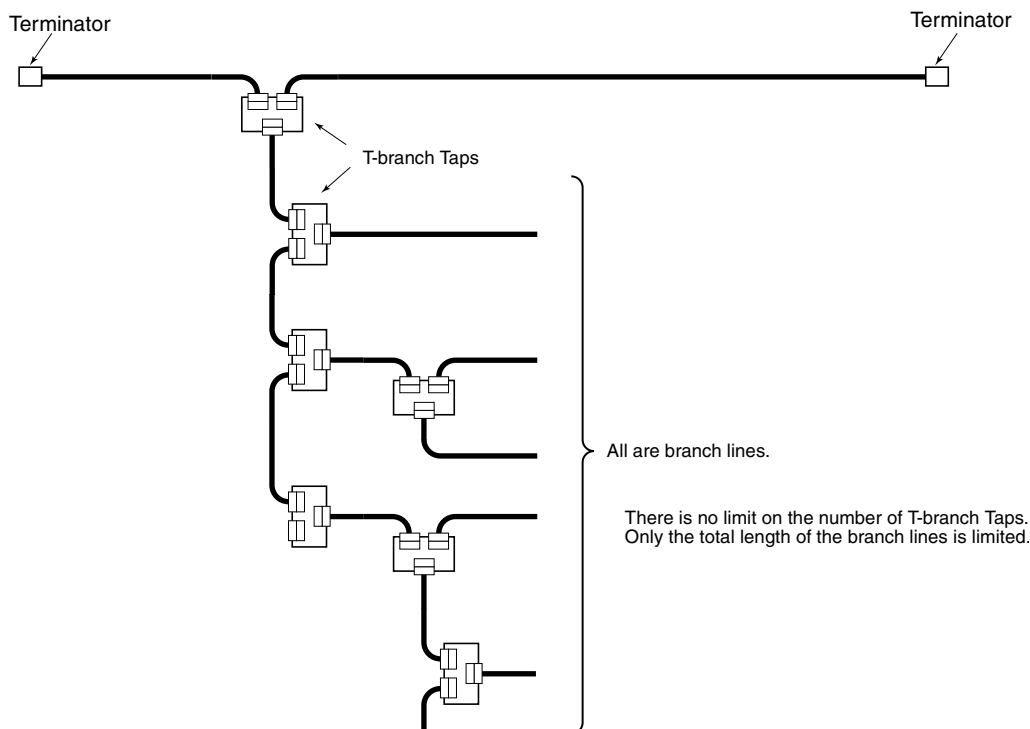 Terminator
Terminator
T-branch Taps
All are branch lines.
There is no limit on the number of T-branch Taps.
Only the total length of the branch lines is limited.